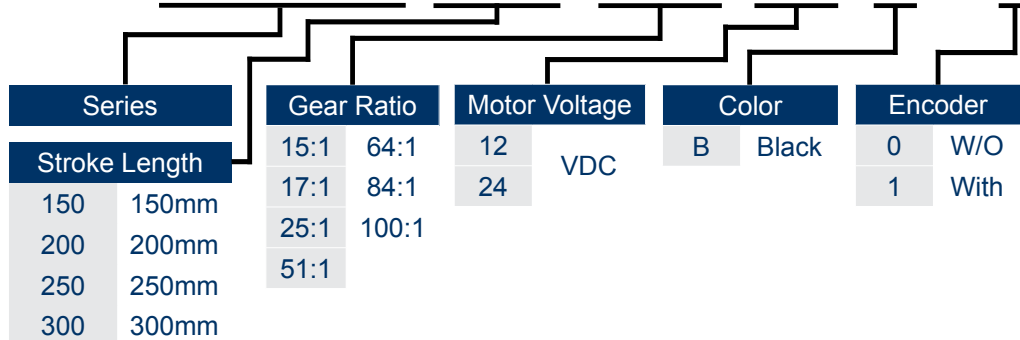 Series
Stroke Length
150 150mm
200 200mm
250 250mm
300 300mm
Gear Ratio
15:1 64:1
17:1 84:1
25:1 100:1
51:1
Motor Voltage
12
VDC
24
Color
B Black
Encoder
0 W/O
1 With